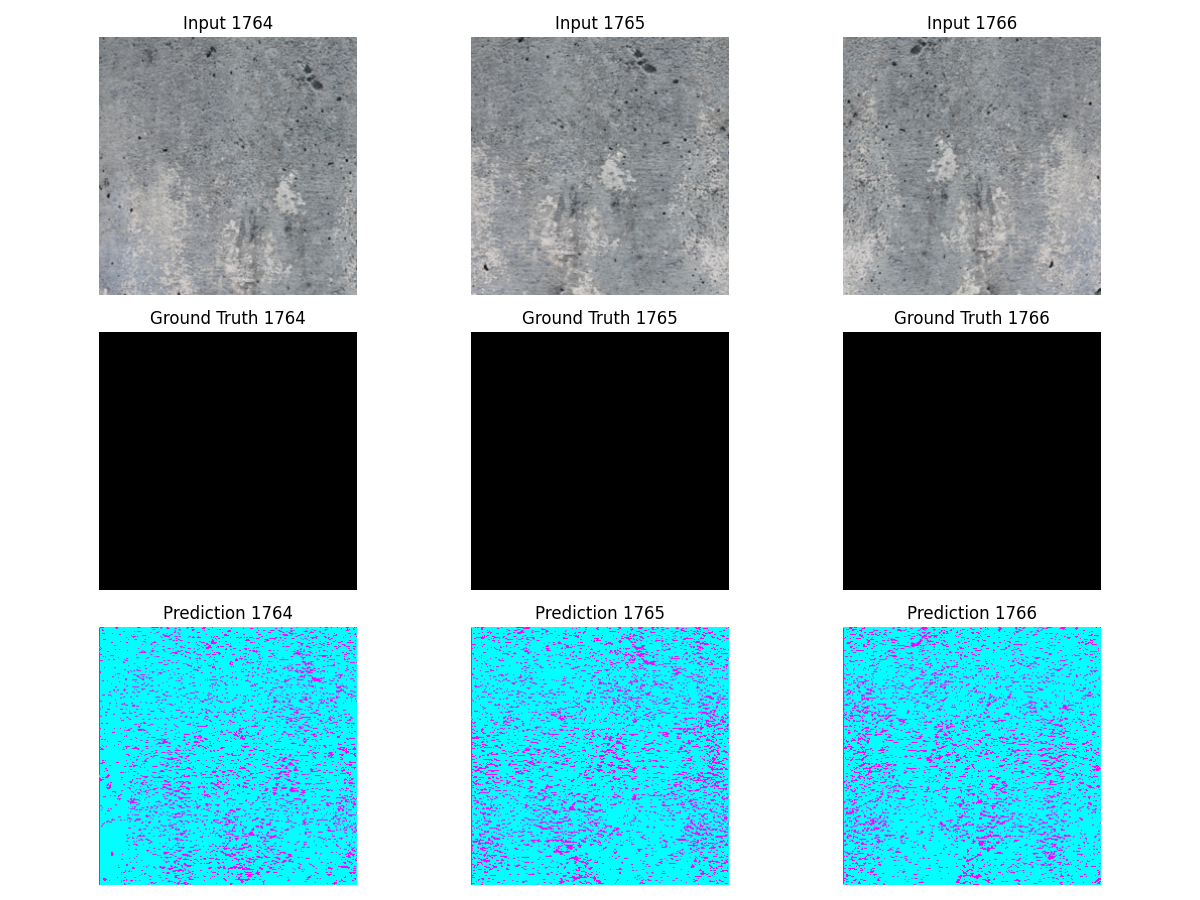 Input 1764
Input 1765
Input 1766
Ground Truth 1764
Ground Truth 1765
Ground Truth 1766
Prediction 1764
Prediction 1765
Prediction 1766